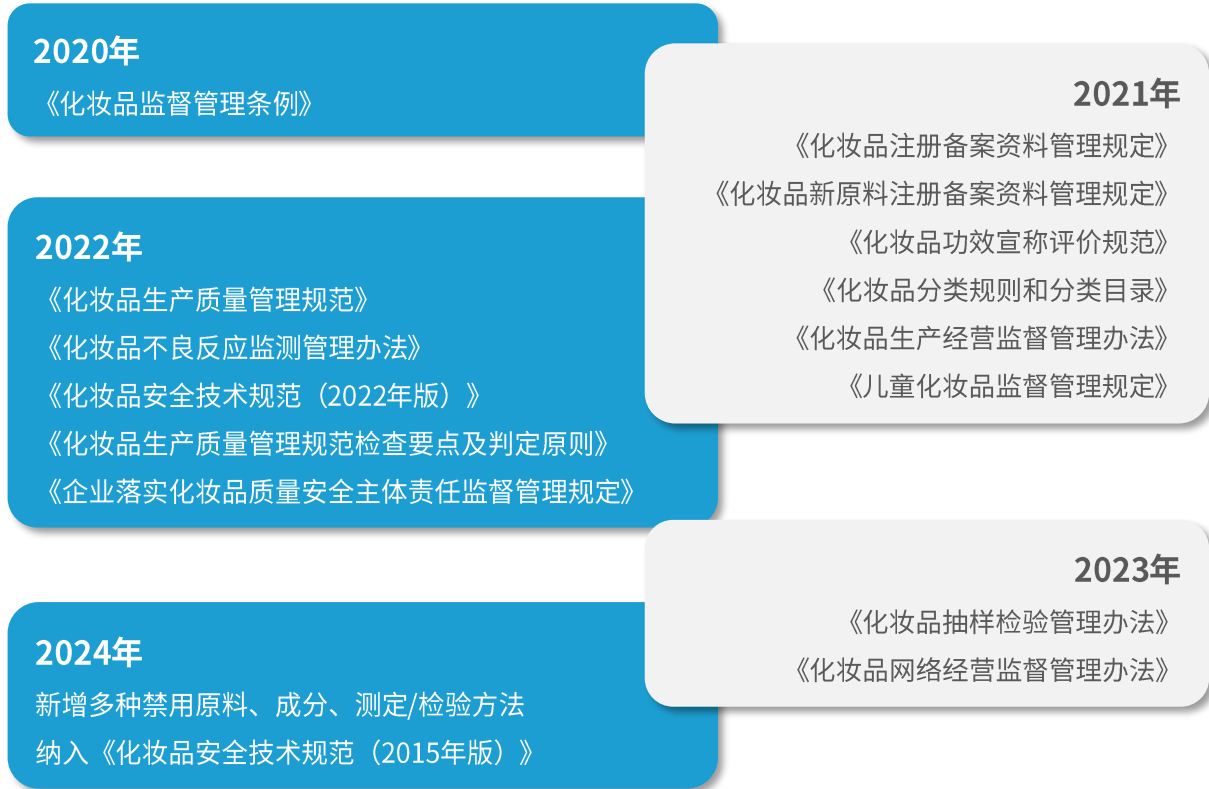 2020年
《化妆品监督管理条例》
2021年
《化妆品注册备案资料管理规定》
《化妆品新原料注册备案资料管理规定》
《化妆品功效宣称评价规范》
《化妆品分类规则和分类目录》
《化妆品生产经营监督管理办法》
《儿童化妆品监督管理规定》
2022年
《化妆品生产质量管理规范》
《化妆品不良反应监测管理办法》
《化妆品安全技术规范（2022年版）》
《化妆品生产质量管理规范检查要点及判定原则》
《企业落实化妆品质量安全主体责任监督管理规定》
2023年
《化妆品抽样检验管理办法》
《化妆品网络经营监督管理办法》
2024年
新增多种禁用原料、成分、测定/检验方法
纳入《化妆品安全技术规范（2015年版）》